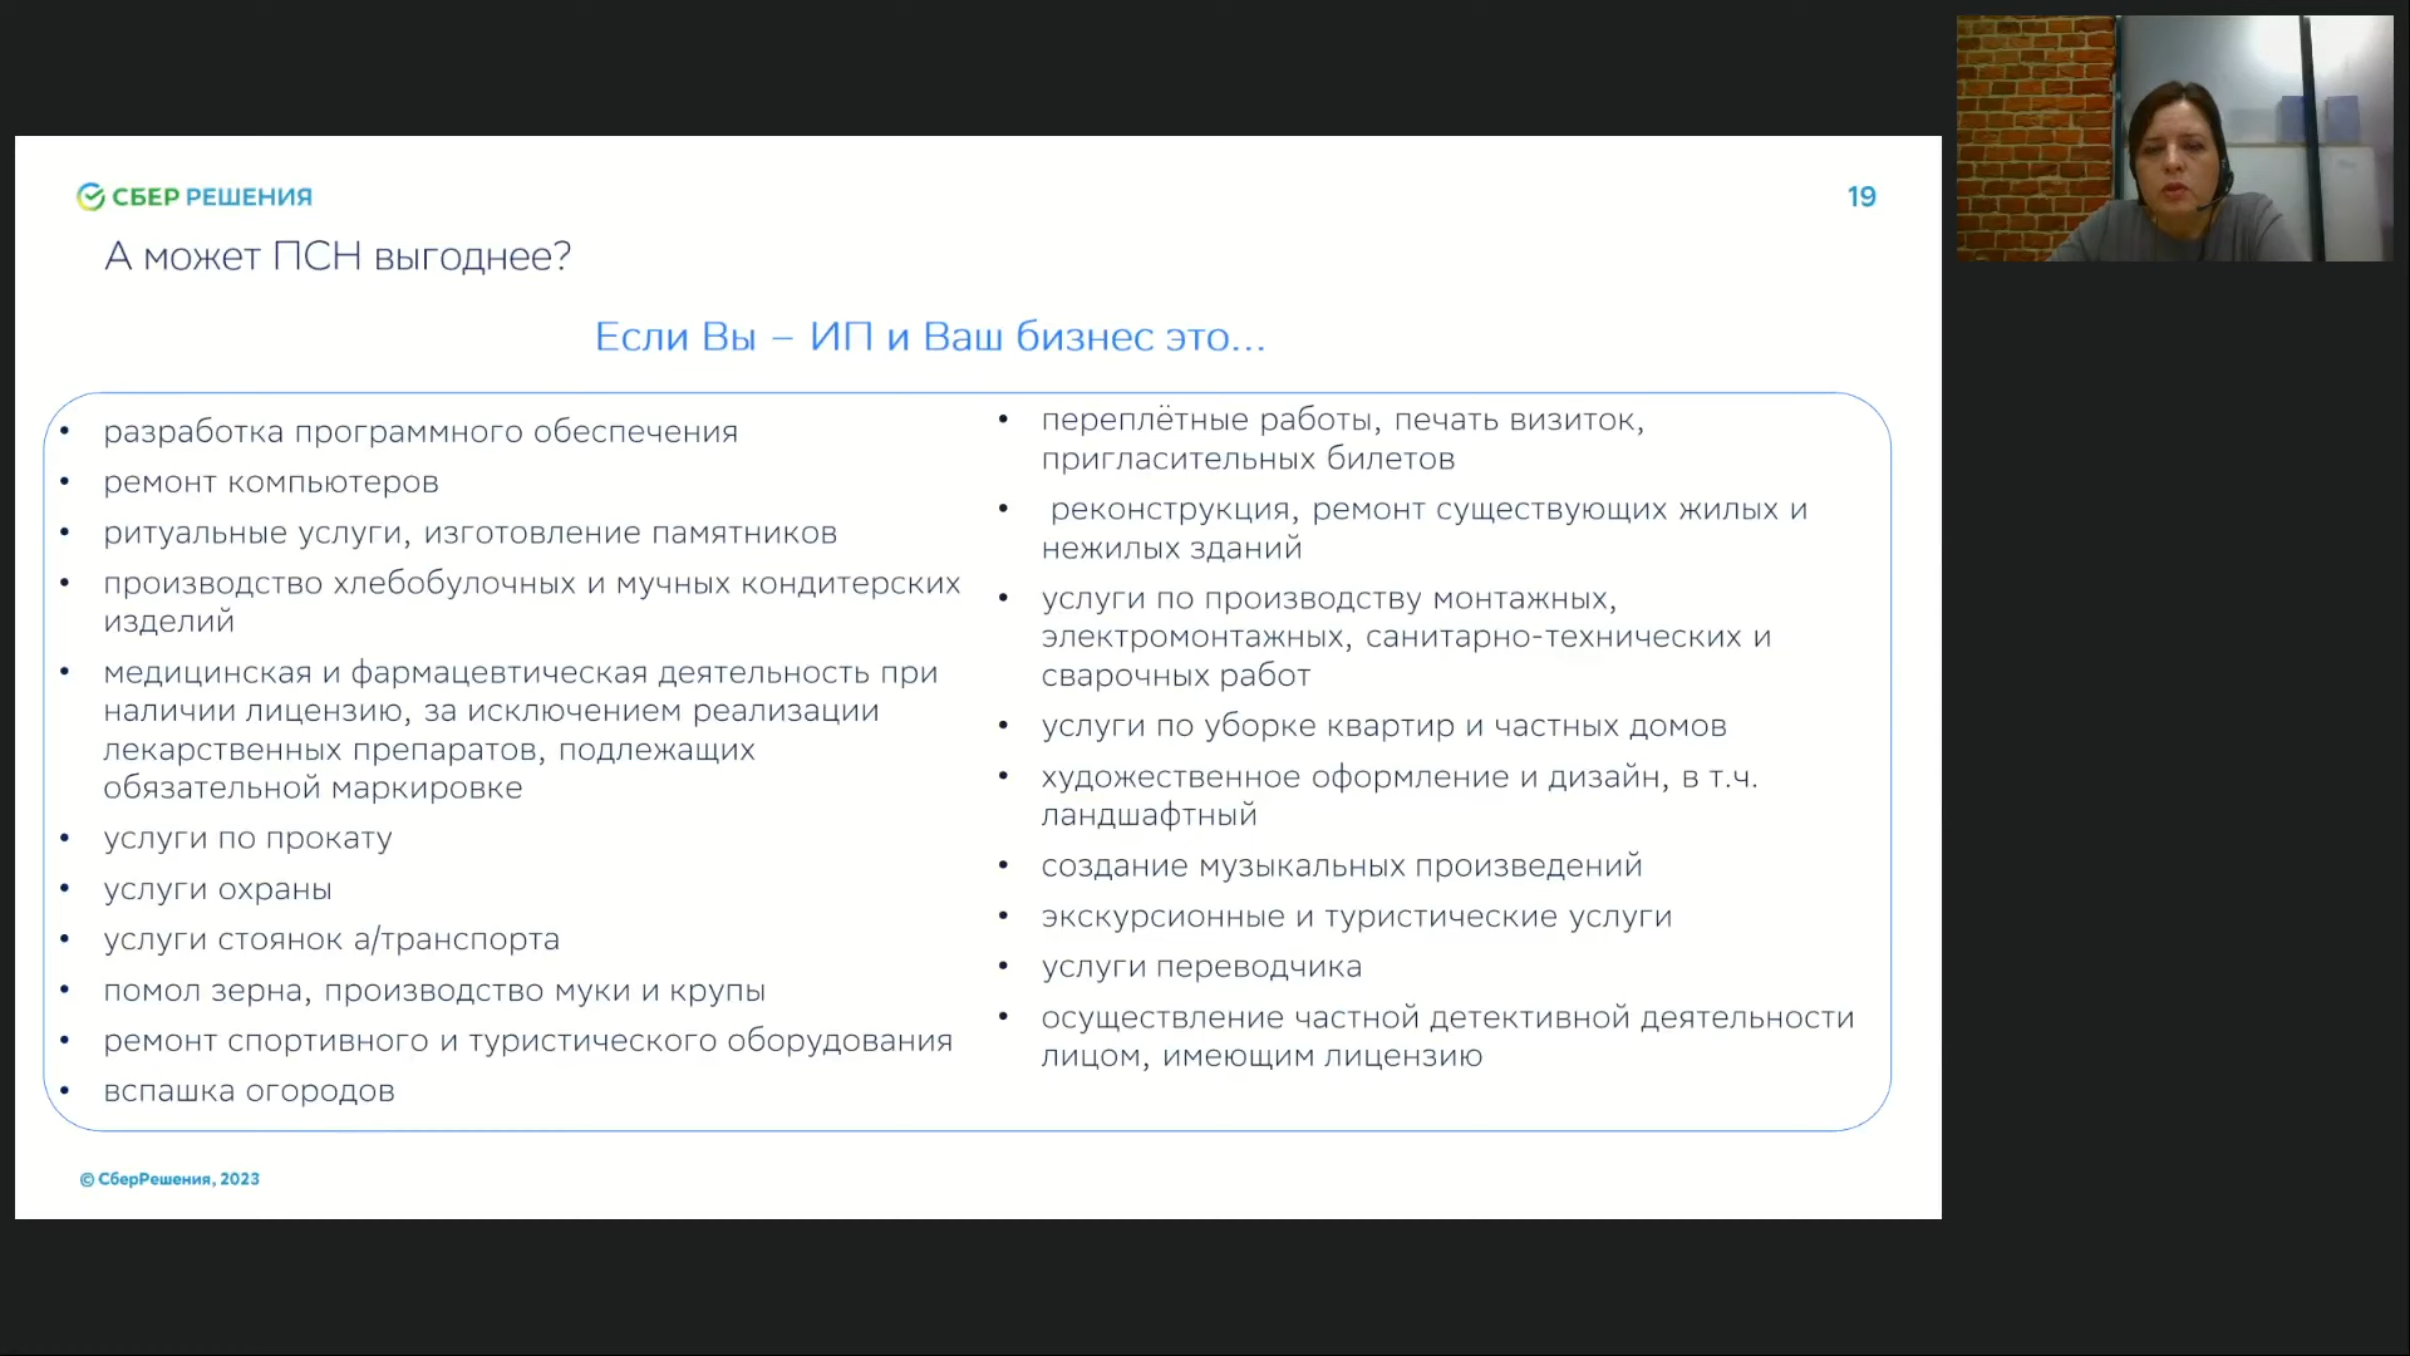 СБЕР РЕШЕНИЯ
19
А может ПСН выгоднее?
Если Вы – ИП и Ваш бизнес это...
• разработка программного обеспечения
• ремонт компьютеров
• ритуальные услуги, изготовление памятников
• производство хлебобулочных и мучных кондитерских
изделий
• медицинская и фармацевтическая деятельность при
наличии лицензию, за исключением реализации
лекарственных препаратов, подлежащих
обязательной маркировке
• услуги по прокату
• услуги охраны
• услуги стоянок а/транспорта
• помол зерна, производство муки и крупы
• ремонт спортивного и туристического оборудования
• вспашка огородов
• переплётные работы, печать визиток,
пригласительных билетов
• реконструкция, ремонт существующих жилых и
нежилых зданий
• услуги по производству монтажных,
электромонтажных, санитарно-технических и
сварочных работ
• услуги по уборке квартир и частных домов
• художественное оформление и дизайн, в т.ч.
ландшафтный
• создание музыкальных произведений
• экскурсионные и туристические услуги
• услуги переводчика
• осуществление частной детективной деятельности
лицом, имеющим лицензию
© СберРешения, 2023